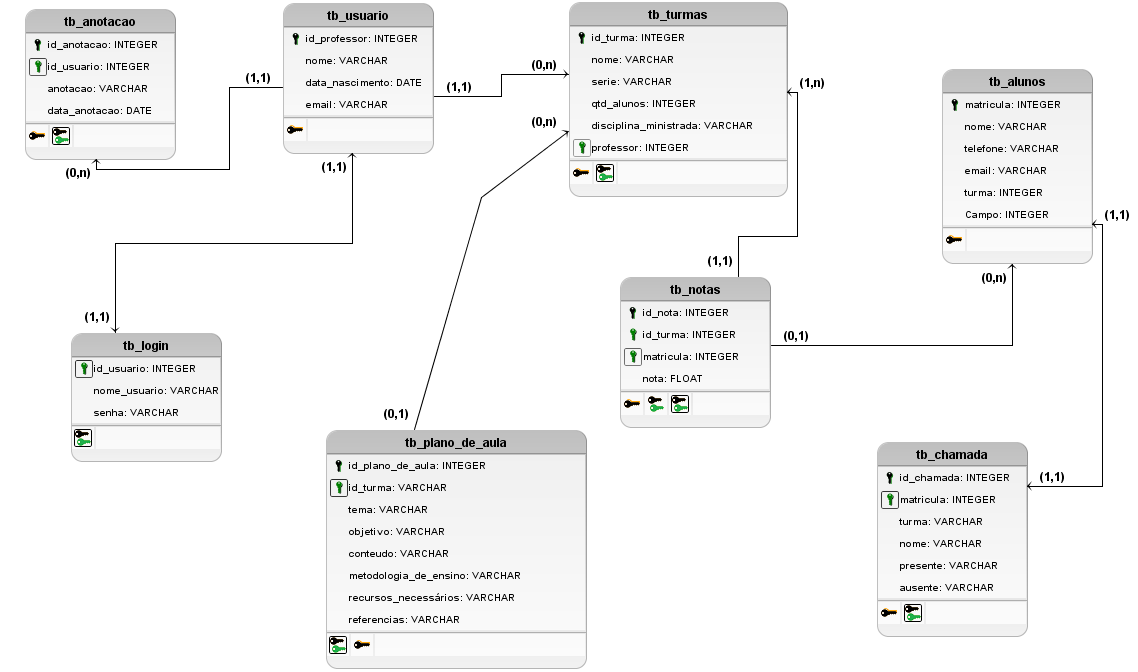 tb_anotacao
id_anotacao: INTEGER
id_usuario: INTEGER
anotacao: VARCHAR
data_anotacao: DATE
(0,n)
(1,1)
tb_usuario
id_professor: INTEGER
nome: VARCHAR
data_nascimento: DATE
email: VARCHAR
(1,1)
(0,n)
(1,1)
tb_turmas
id_turma: INTEGER
nome: VARCHAR
serie: VARCHAR
qtd_alunos: INTEGER
disciplina_ministrada: VARCHAR
professor: INTEGER
(0,n)
(1,n)
tb_alunos
matricula: INTEGER
nome: VARCHAR
telefone: VARCHAR
email: VARCHAR
turma: INTEGER
Campo: INTEGER
(1,1)
(0,n)
(1,1)
tb_notas
id_nota: INTEGER
id_turma: INTEGER
matricula: INTEGER
nota: FLOAT
(0,1)
(1,1)
tb_login
id_usuario: INTEGER
nome_usuario: VARCHAR
senha: VARCHAR
(0,1)
tb_plano_de_aula
id_plano_de_aula: INTEGER
id_turma: VARCHAR
tema: VARCHAR
objetivo: VARCHAR
conteudo: VARCHAR
metodologia_de_ensino: VARCHAR
recursos_necessários: VARCHAR
referencias: VARCHAR
tb_chamada
id_chamada: INTEGER
matricula: INTEGER
turma: VARCHAR
nome: VARCHAR
presente: VARCHAR
ausente: VARCHAR
(1,1)